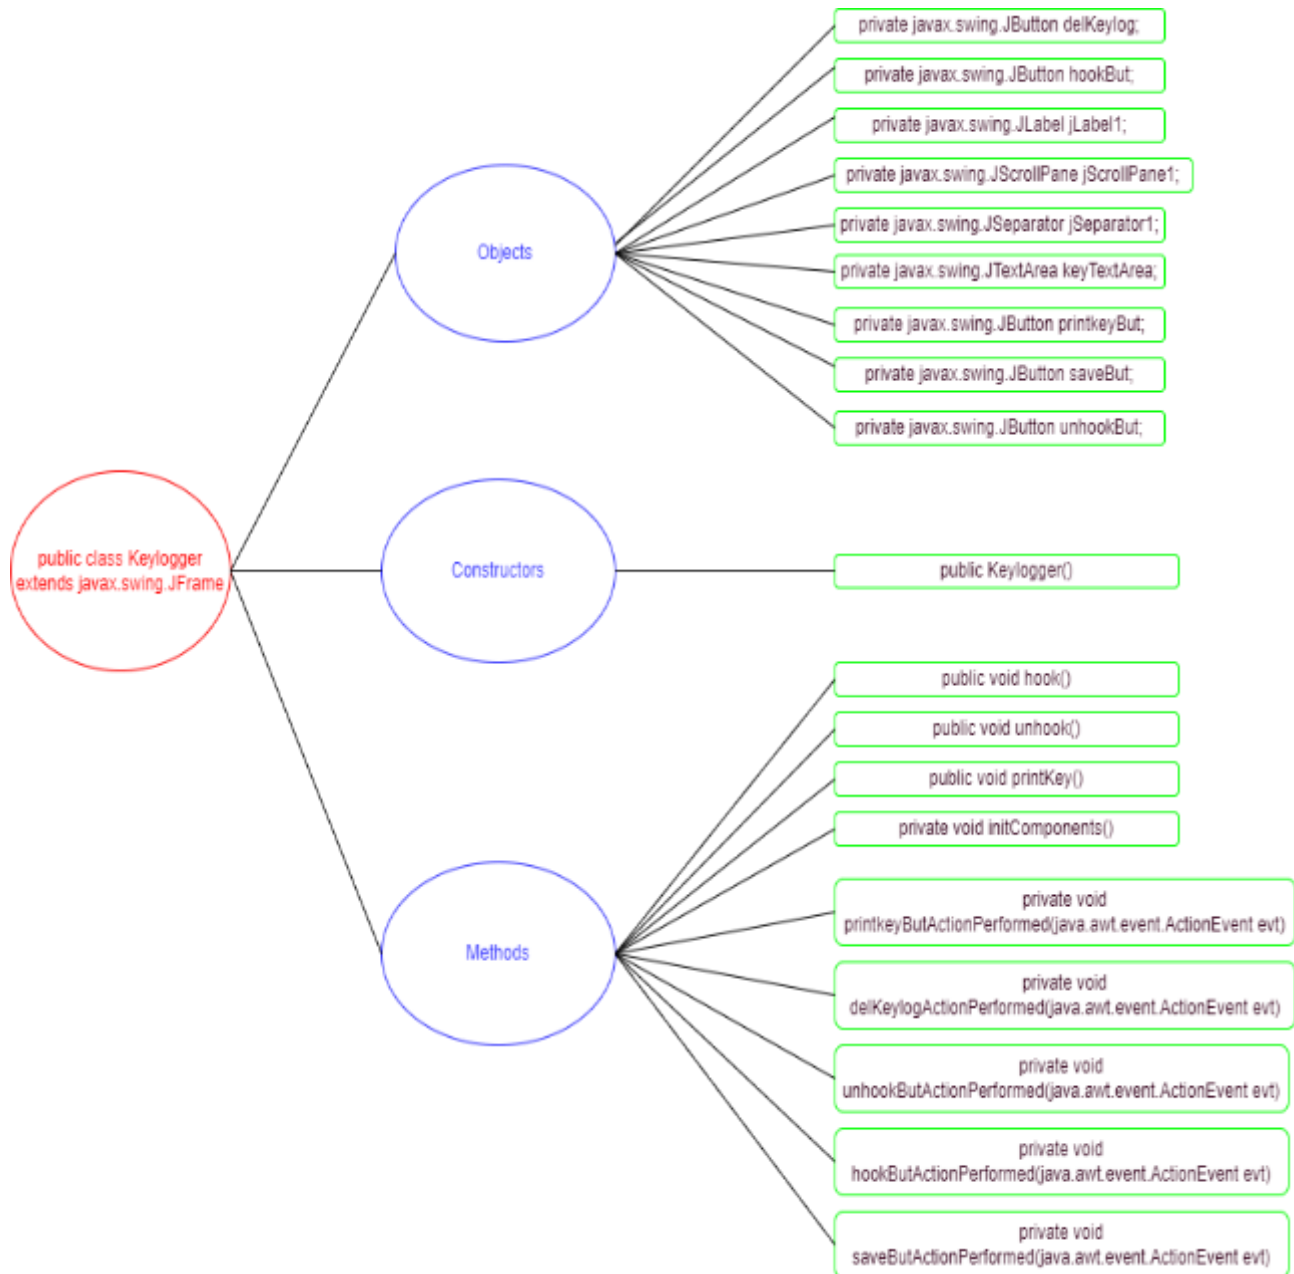 private javax.swing.JButton delKeylog;
private javax.swing.JButton hookBut;
private javax.swing.JLabel jLabel1;
private javax.swing.JScrollPane jScrollPane1;
private javax.swing.JSeparator jSeparator1;
private javax.swing.JTextArea keyTextArea;
private javax.swing.JButton printkeyBut;
private javax.swing.JButton saveBut;
private javax.swing.JButton unhookBut;
Objects
public class Keylogger
extends javax.swing.JFrame
Constructors
public Keylogger()
public void hook()
public void unhook()
public void printKey()
private void initComponents()
Methods
private void
printkeyButActionPerformed(java.awt.event.ActionEvent evt)
private void
delKeylogActionPerformed(java.awt.event.ActionEvent evt)
private void
unhookButActionPerformed(java.awt.event.ActionEvent evt)
private void
hookButActionPerformed(java.awt.event.ActionEvent evt)
private void
saveButActionPerformed(java.awt.event.ActionEvent evt)